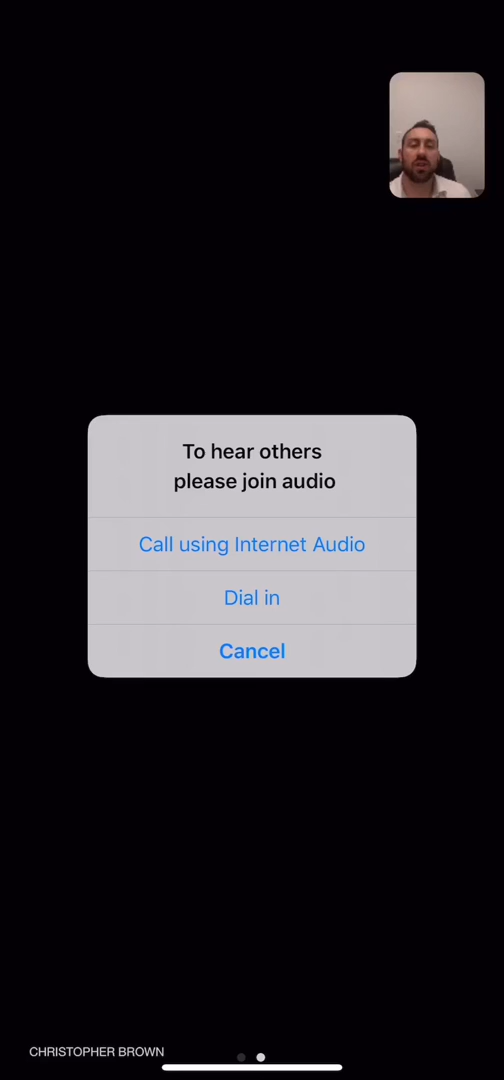 To hear others
please join audio
Call using Internet Audio
Dial in
Cancel
CHRISTOPHER BROWN